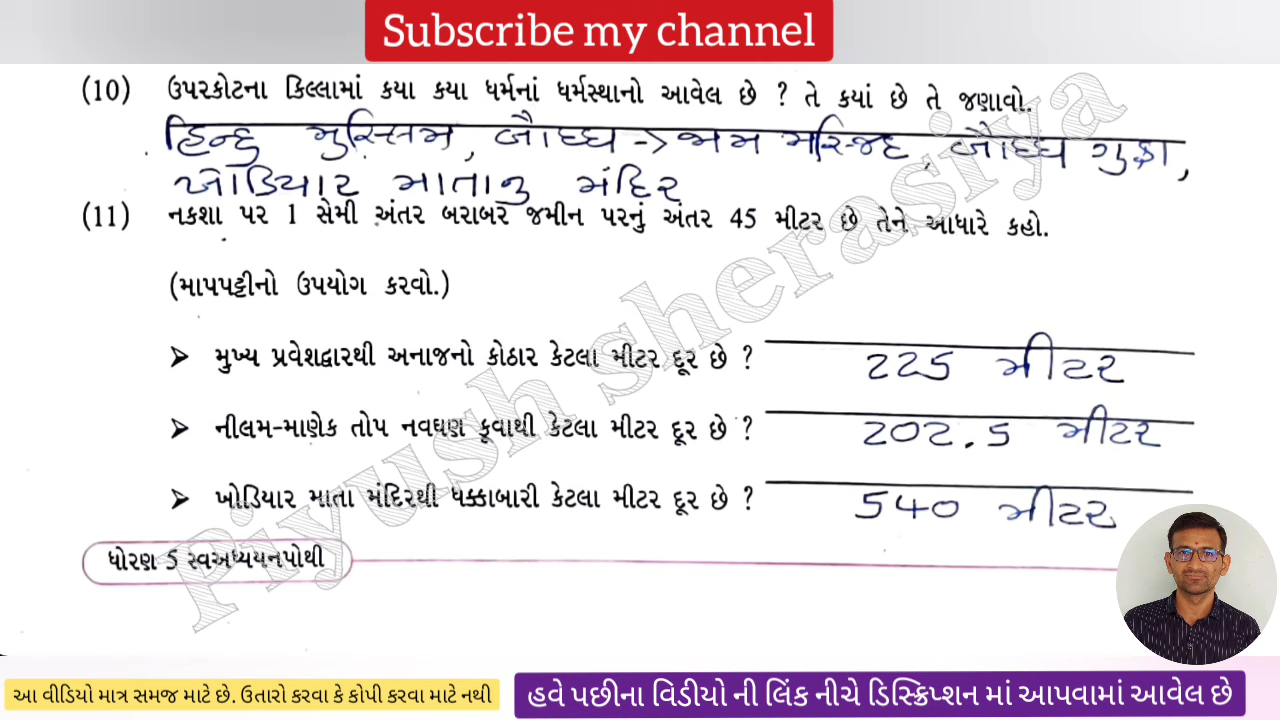 Subscribe my channel
(10) ઉપરકોટના કિલ્લામાં કયા કયા ધર્મનાં ધર્મસ્થાનો આવેલ છે ? તે કયાં છે તે જણાવો.
હિન્દુ મુસ્લિમ, બૌધ્ધ -> જામા મસ્જિદ, બૌધ્ધ ગુફા,
ખોડિયાર માતાનુ મંદિર
(11) નકશા પર 1 સેમી અંતર બરાબર જમીન પરનું અંતર 45 મીટર છે તેને આધારે કહો.
(માપપટ્ટીનો ઉપયોગ કરવો.)
➤ મુખ્ય પ્રવેશદ્વારથી અનાજનો કોઠાર કેટલા મીટર દૂર છે ? 225 મીટર
➤ નીલમ-માણેક તોપ નવઘણ કૂવાથી કેટલા મીટર દૂર છે ? 202.5 મીટર
➤ ખોડિયાર માતા મંદિરથી ધક્કાબારી કેટલા મીટર દૂર છે ? 540 મીટર
ધોરણ 5 સ્વઅધ્યયનપોથી
Piyush sherasiya
આ વીડિયો માત્ર સમજ માટે છે. ઉતારો કરવા કે કોપી કરવા માટે નથી
હવે પછીના વિડીયો ની લિંક નીચે ડિસ્ક્રિપ્શન માં આપવામાં આવેલ છે